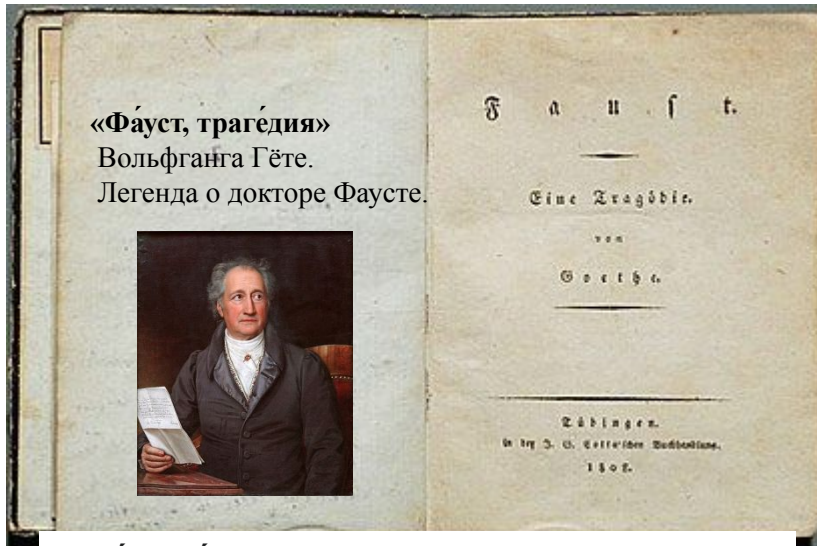 «Фа́уст, траге́дия»
Вольфганга Гёте.
Легенда о докторе Фаусте.
Fauſt.
Eine Tragödie.
von
Goethe.
Tübingen.
in der J. G. Cotta'ſchen Buchhandlung.
1808.